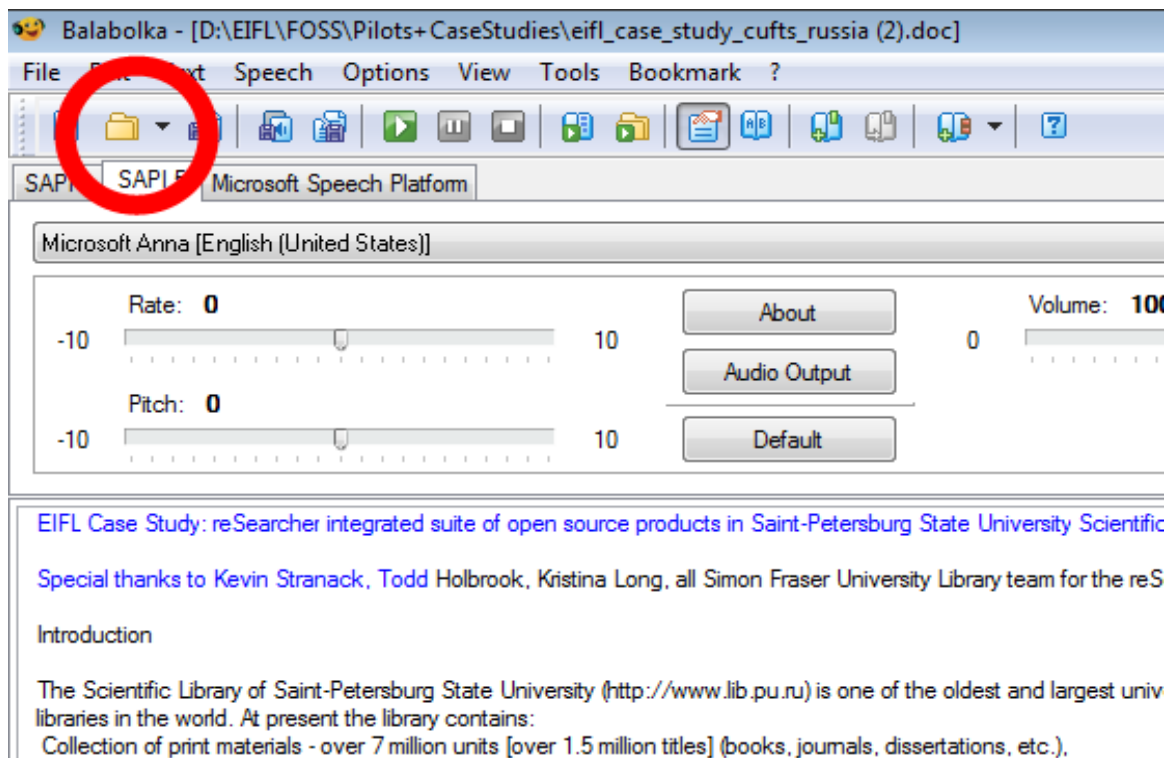 Balabolka - [D:\EIFL\FOSS\Pilots+CaseStudies\eifl_case_study_cufts_russia (2).doc]
File Speech Options View Tools Bookmark ?
SAPI Microsoft Speech Platform
Microsoft Anna [English (United States)]
Rate: 0
-10 10
About
Volume: 100
0
Audio Output
Pitch: 0
-10 10
Default
EIFL Case Study: reSearcher integrated suite of open source products in Saint-Petersburg State University Scientific
Special thanks to Kevin Stranack, Todd Holbrook, Kristina Long, all Simon Fraser University Library team for the reS
Introduction
The Scientific Library of Saint-Petersburg State University (http://www.lib.pu.ru) is one of the oldest and largest univ
libraries in the world. At present the library contains:
Collection of print materials - over 7 million units [over 1.5 million titles] (books, journals, dissertations, etc.),